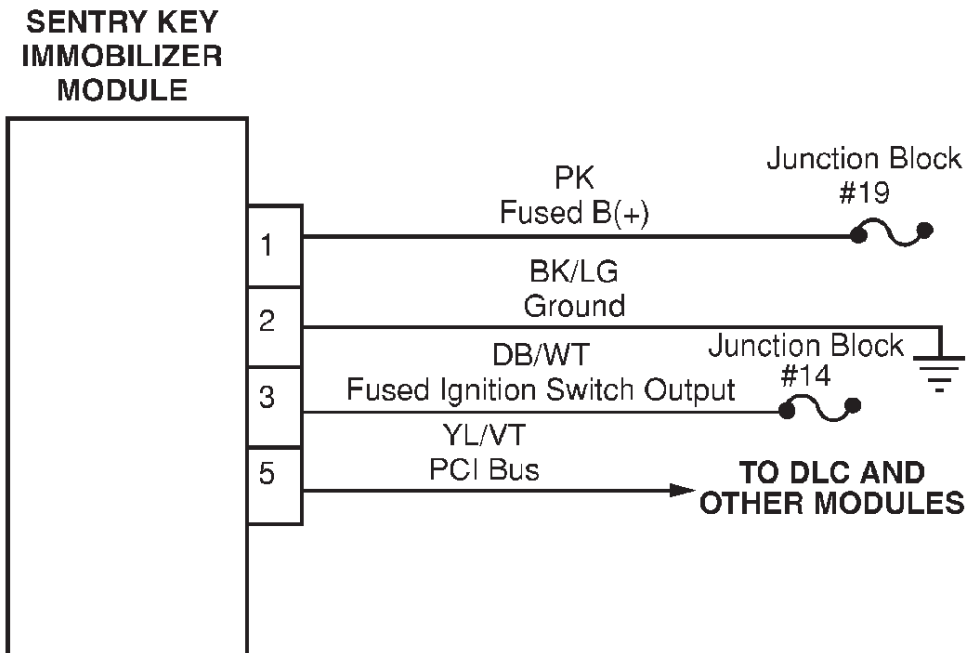 SENTRY KEY
IMMOBILIZER
MODULE
Junction Block
#19
PK
Fused B(+)
1
BK/LG
Ground
2
DB/WT
Junction Block
#14
Fused Ignition Switch Output
3
YL/VT
PCI Bus
5
TO DLC AND
OTHER MODULES